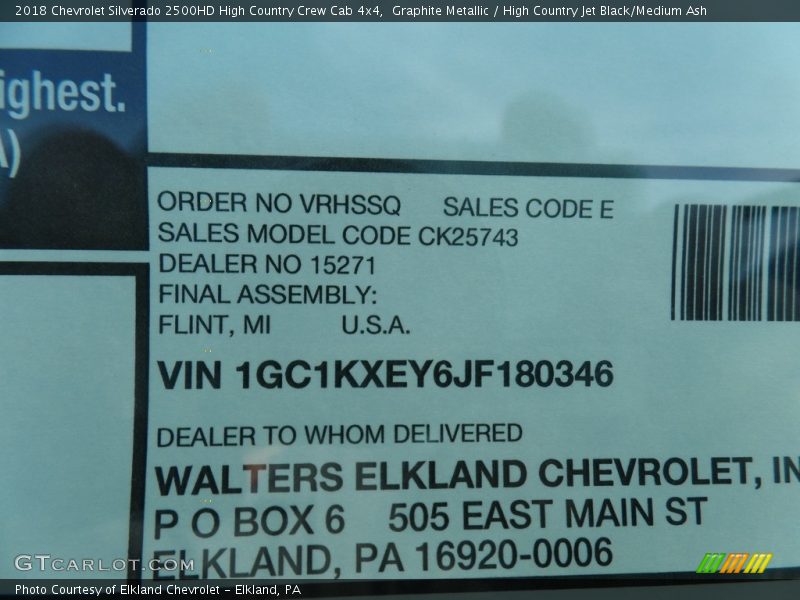 2018 Chevrolet Silverado 2500HD High Country Crew Cab 4x4,  Graphite Metallic / High Country Jet Black/Medium Ash
ighest.
A)
ORDER NO VRHSSQ SALES CODE E
SALES MODEL CODE CK25743
DEALER NO 15271
FINAL ASSEMBLY:
FLINT, MI U.S.A.
VIN 1GC1KXEY6JF180346
DEALER TO WHOM DELIVERED
WALTERS ELKLAND CHEVROLET, IN
P O BOX 6 505 EAST MAIN ST
ELKLAND, PA 16920-0006
GTCARLOT.COM
Photo Courtesy of Elkland Chevrolet - Elkland, PA